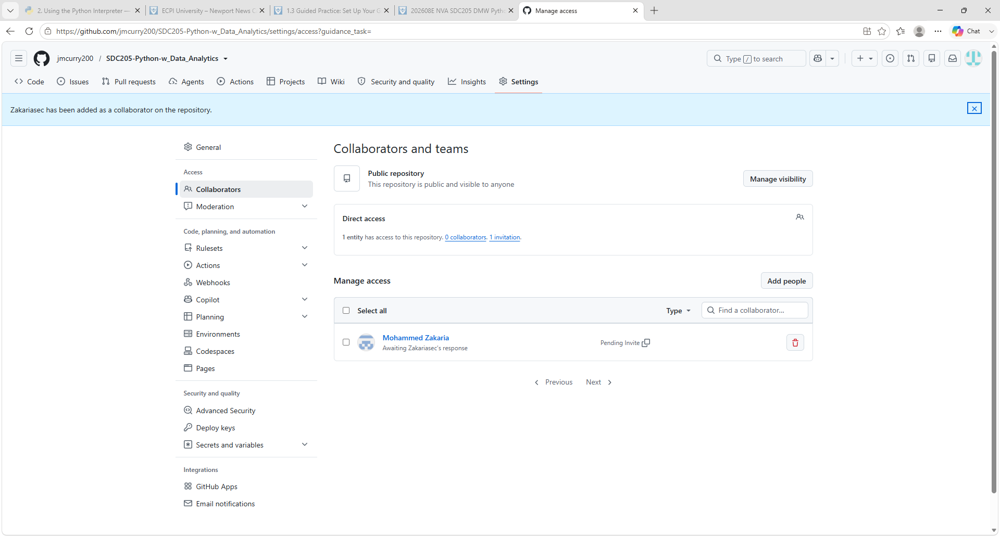 2. Using the Python Interpreter —
ECPI University – Newport News C
1.3 Guided Practice: Set Up Your G
202608E NVA SDC205 DMW Pytho
Manage access
https://github.com/jmcurry200/SDC205-Python-w_Data_Analytics/settings/access?guidance_task=
Chat
jmcurry200 / SDC205-Python-w_Data_Analytics
Type / to search
Code
Issues
Pull requests
Agents
Actions
Projects
Wiki
Security and quality
Insights
Settings
Zakariasec has been added as a collaborator on the repository.
General
Access
Collaborators
Moderation
Code, planning, and automation
Rulesets
Actions
Webhooks
Copilot
Planning
Environments
Codespaces
Pages
Security and quality
Advanced Security
Deploy keys
Secrets and variables
Integrations
GitHub Apps
Email notifications
Collaborators and teams
Public repository
This repository is public and visible to anyone
Manage visibility
Direct access
1 entity has access to this repository. 0 collaborators. 1 invitation.
Manage access
Add people
Select all
Type
Find a collaborator...
Mohammed Zakaria
Awaiting Zakariasec's response
Pending Invite
Previous
Next